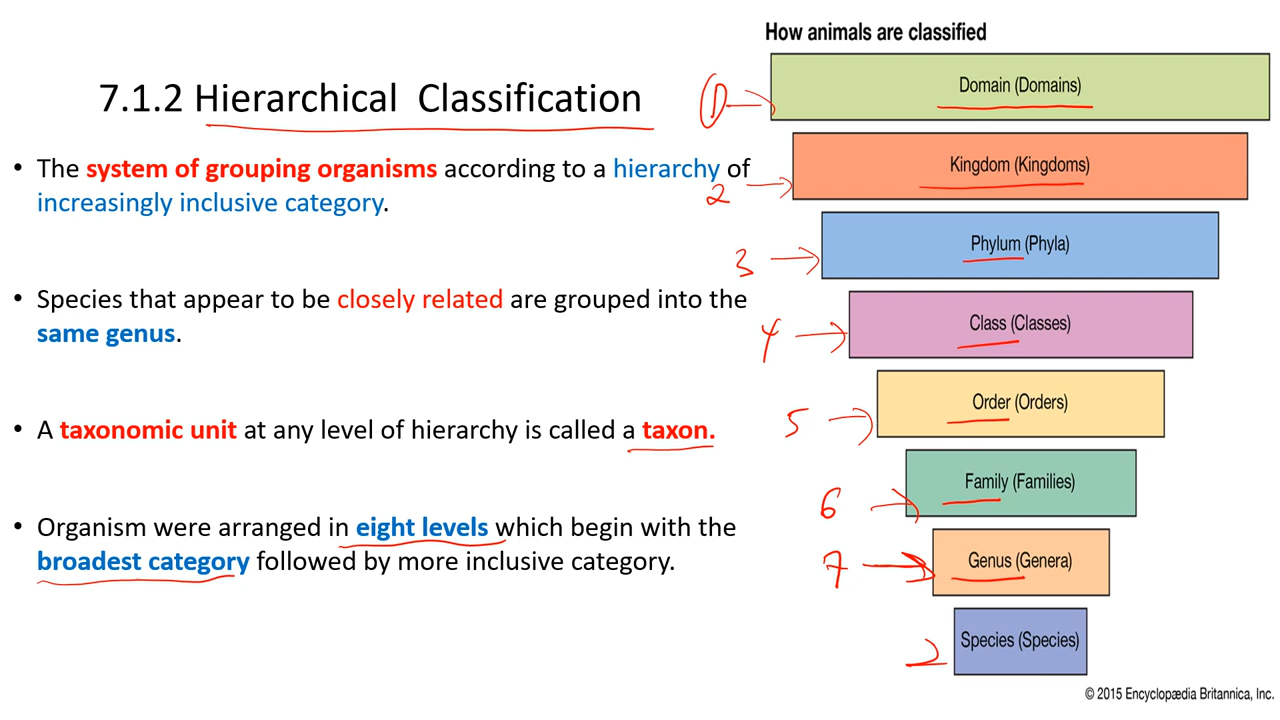 How animals are classified
7.1.2 Hierarchical Classification
• The system of grouping organisms according to a hierarchy of
increasingly inclusive category.
• Species that appear to be closely related are grouped into the
same genus.
• A taxonomic unit at any level of hierarchy is called a taxon.
• Organism were arranged in eight levels which begin with the
broadest category followed by more inclusive category.
1
Domain (Domains)
2
Kingdom (Kingdoms)
3
Phylum (Phyla)
4
Class (Classes)
5
Order (Orders)
6
Family (Families)
7
Genus (Genera)
Species (Species)
© 2015 Encyclopædia Britannica, Inc.